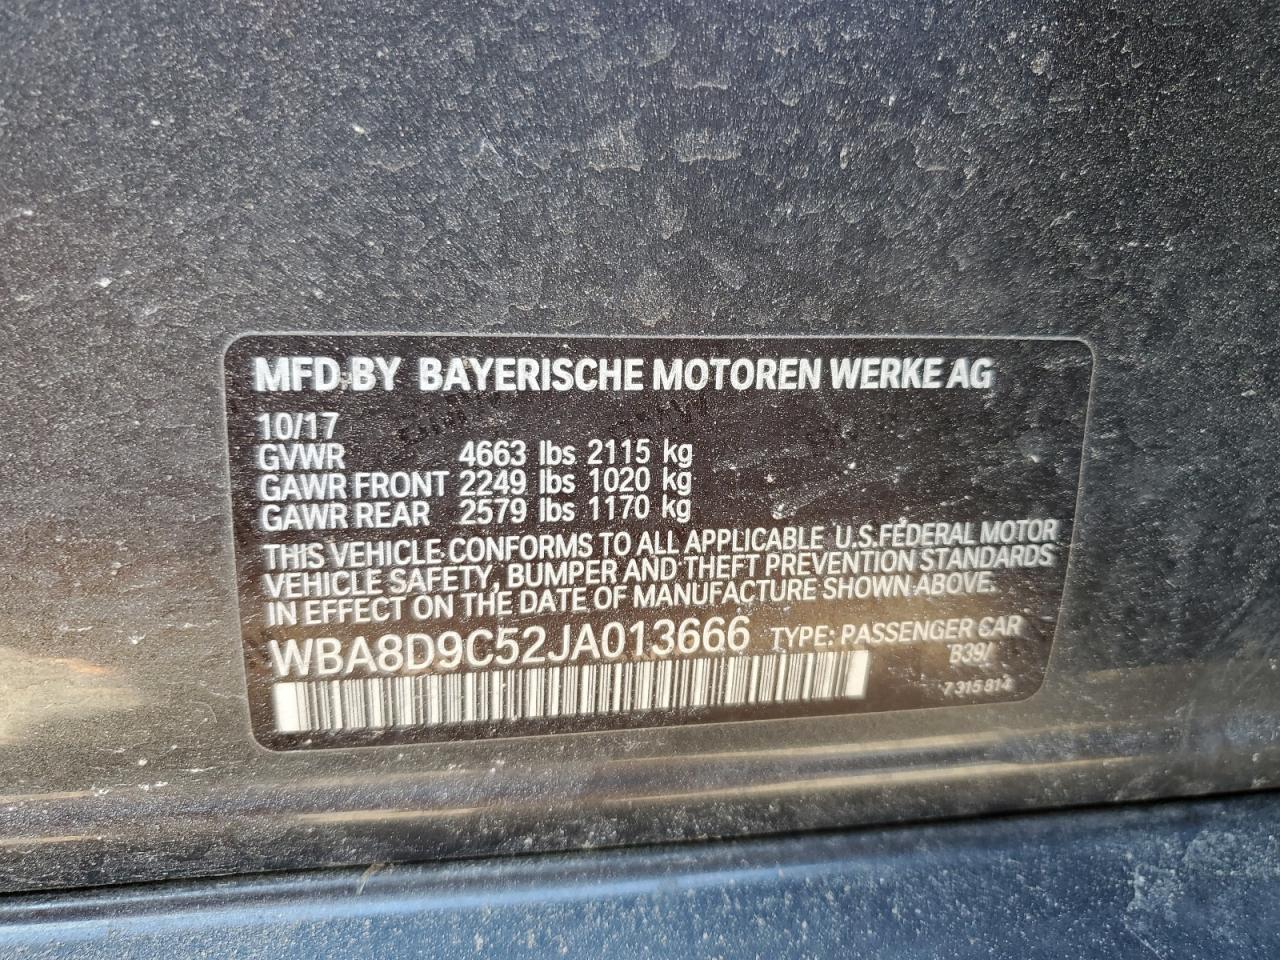 MFD.BY BAYERISCHE MOTOREN WERKE AG
10/17
GVWR 4663 lbs 2115 kg
GAWR FRONT 2249 lbs 1020 kg
GAWR REAR 2579 lbs 1170 kg
THIS VEHICLE CONFORMS TO ALL APPLICABLE U.S.FEDERAL MOTOR
VEHICLE SAFETY, BUMPER AND THEFT PREVENTION STANDARDS
IN EFFECT ON THE DATE OF MANUFACTURE SHOWN ABOVE.
WBA8D9C52JA013666 TYPE: PASSENGER CAR
B39/
7 315 814